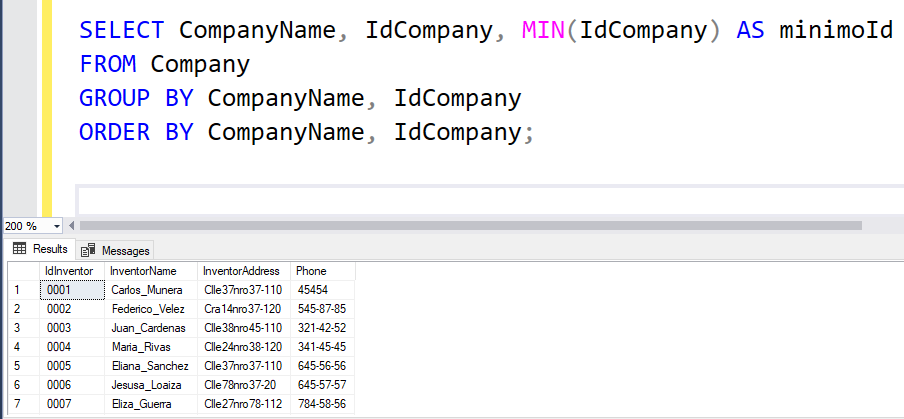 SELECT CompanyName, IdCompany, MIN(IdCompany) AS minimoId
FROM Company
GROUP BY CompanyName, IdCompany
ORDER BY CompanyName, IdCompany;
200 %
Results Messages
IdInventor InventorName InventorAddress Phone
1 0001 Carlos_Munera Clle37nro37-110 45454
2 0002 Federico_Velez Cra14nro37-120 545-87-85
3 0003 Juan_Cardenas Clle38nro45-110 321-42-52
4 0004 Maria_Rivas Clle24nro38-120 341-45-45
5 0005 Eliana_Sanchez Clle37nro37-110 645-56-56
6 0006 Jesusa_Loaiza Clle78nro37-20 645-57-57
7 0007 Eliza_Guerra Clle27nro78-112 784-58-56